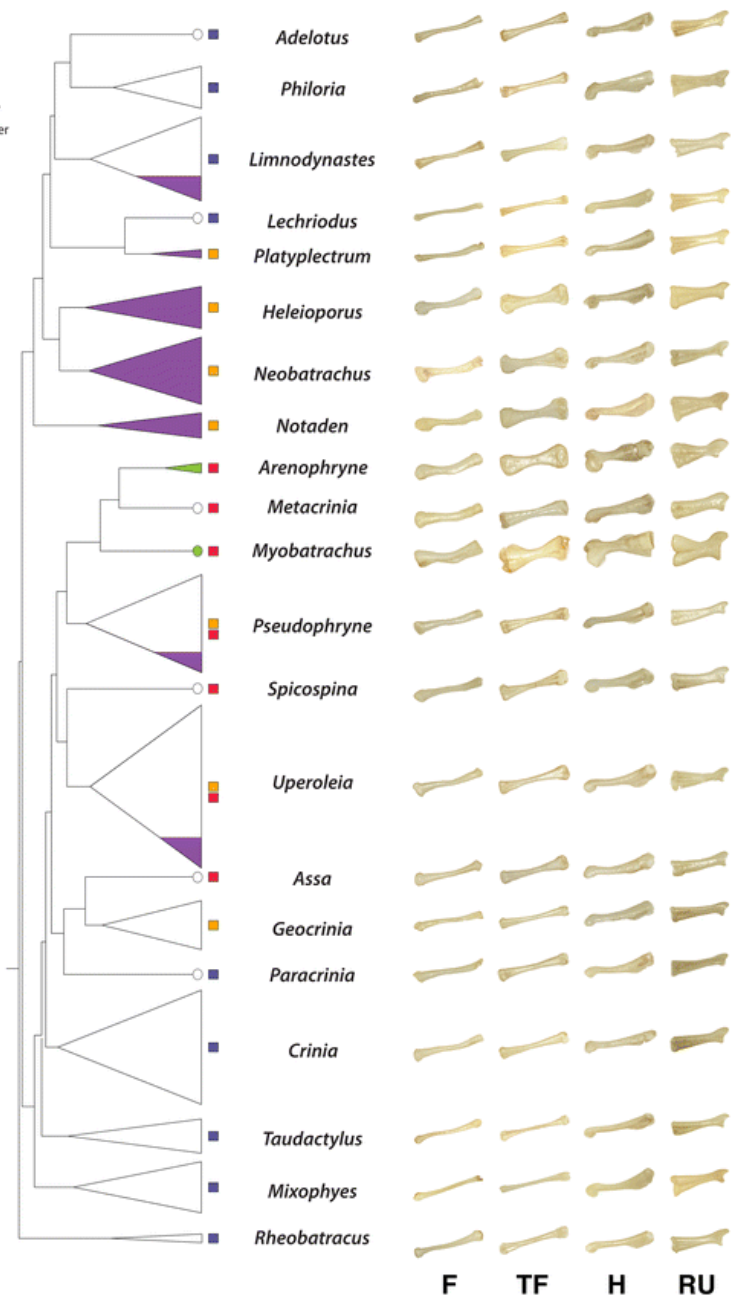 er
Adelotus
Philoria
Limnodynastes
Lechriodus
Platyplectrum
Heleioporus
Neobatrachus
Notaden
Arenophryne
Metacrinia
Myobatrachus
Pseudophryne
Spicospina
Uperoleia
Assa
Geocrinia
Paracrinia
Crinia
Taudactylus
Mixophyes
Rheobatracus
F TF H RU